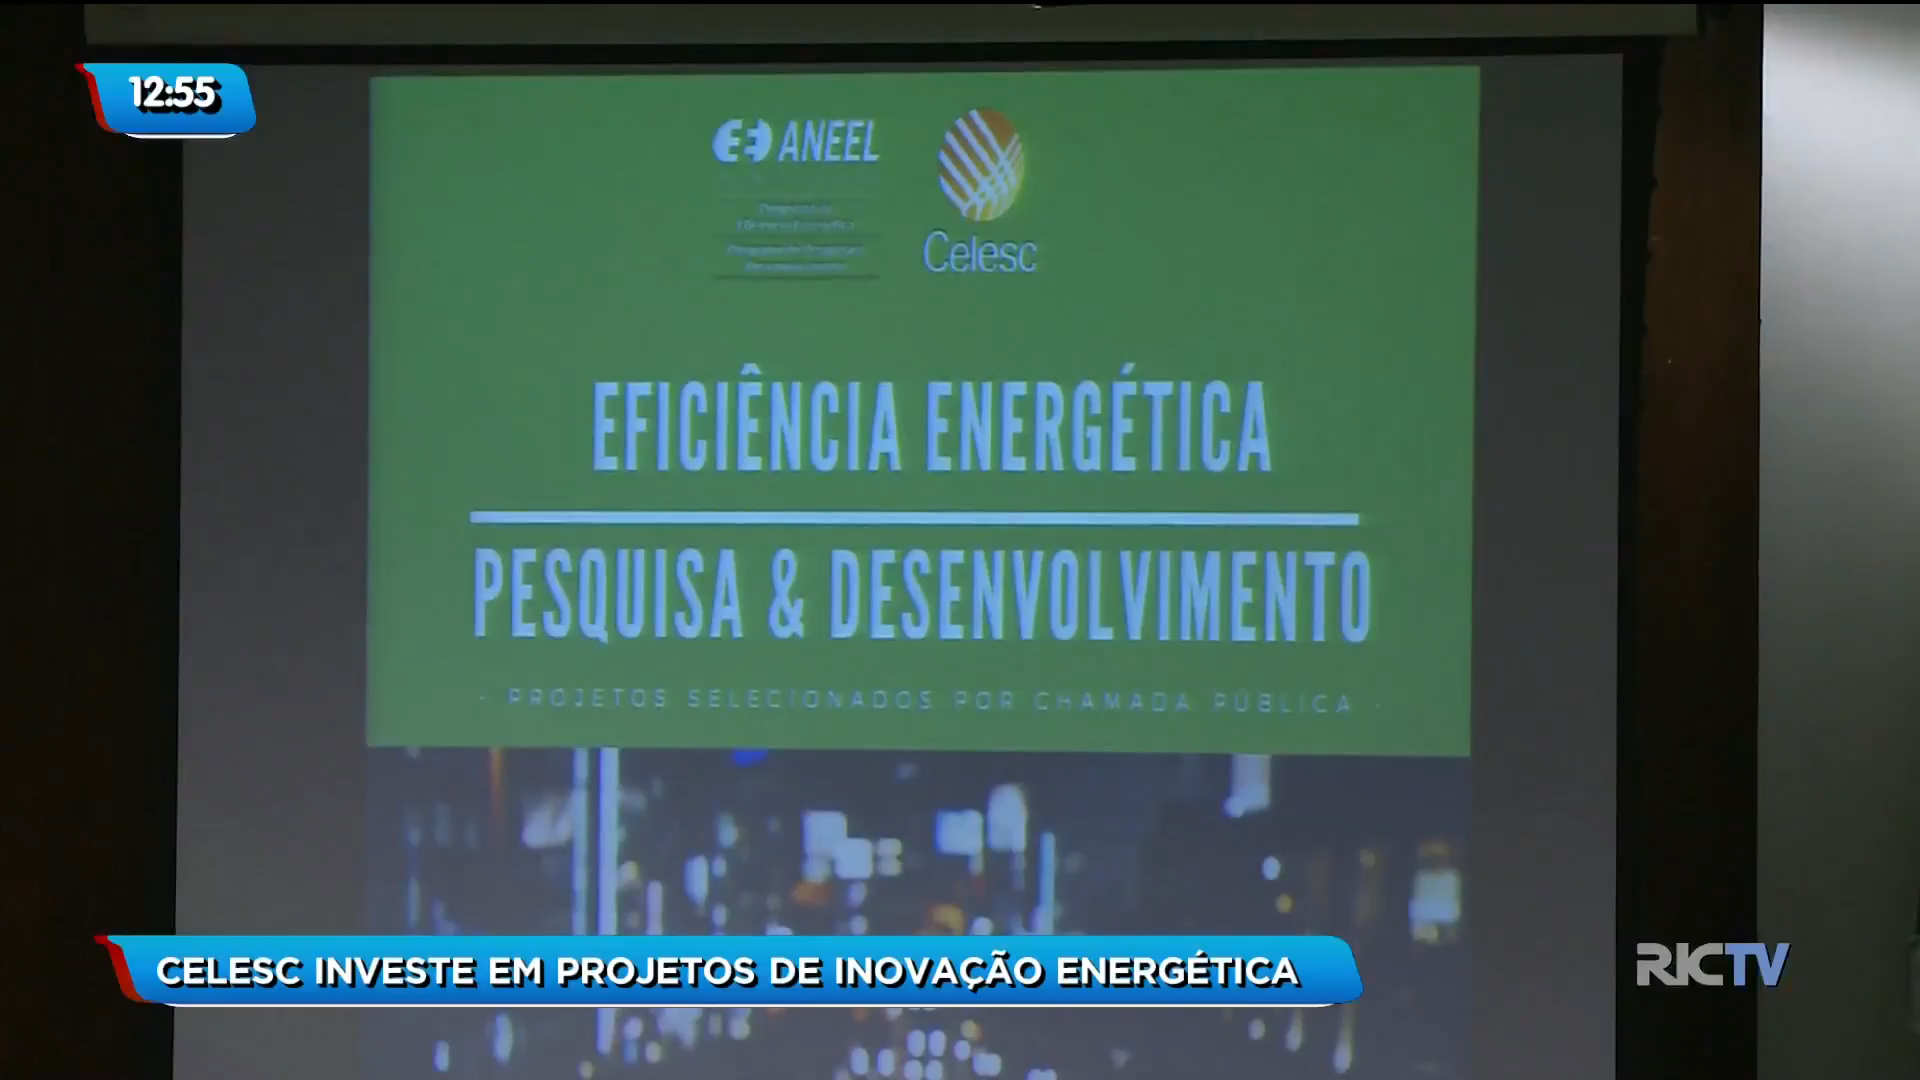 12:55
ANEEL
Celesc
EFICIÊNCIA ENERGÉTICA
PESQUISA & DESENVOLVIMENTO
- PROJETOS SELECIONADOS POR CHAMADA PÚBLICA -
CELESC INVESTE EM PROJETOS DE INOVAÇÃO ENERGÉTICA
RICTV